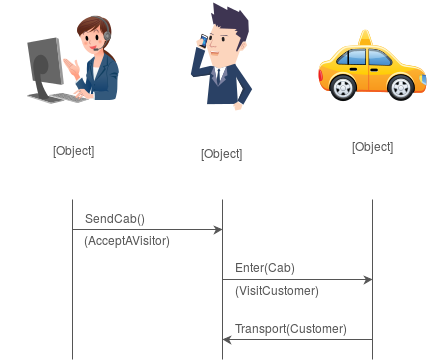 [Object]
[Object]
[Object]
SendCab()
(AcceptAVisitor)
Enter(Cab)
(VisitCustomer)
Transport(Customer)